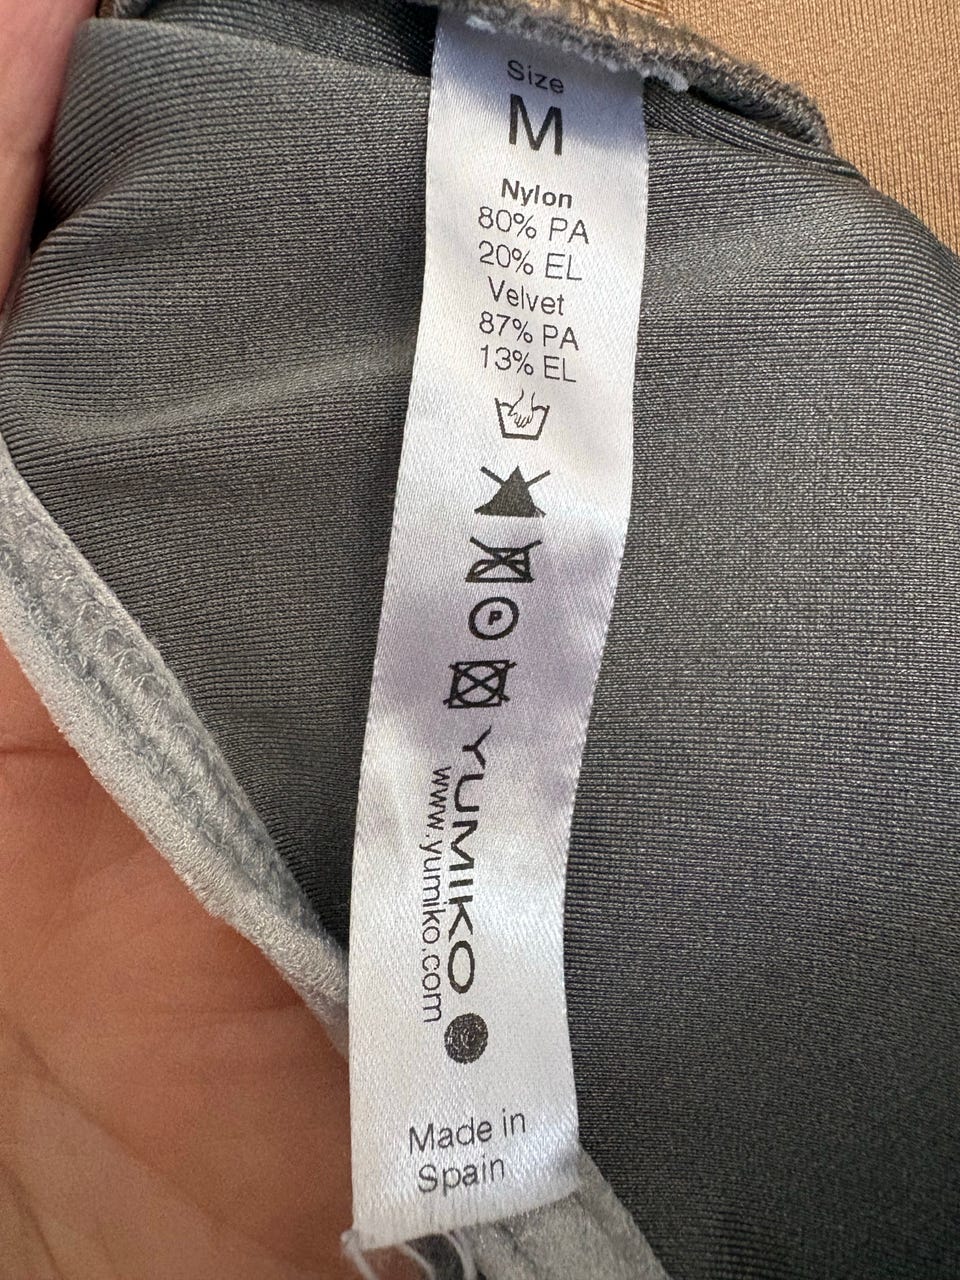 Size
M
Nylon
80% PA
20% EL
Velvet
87% PA
13% EL
P
YUMIKO
www.yumiko.com
Made in
Spain